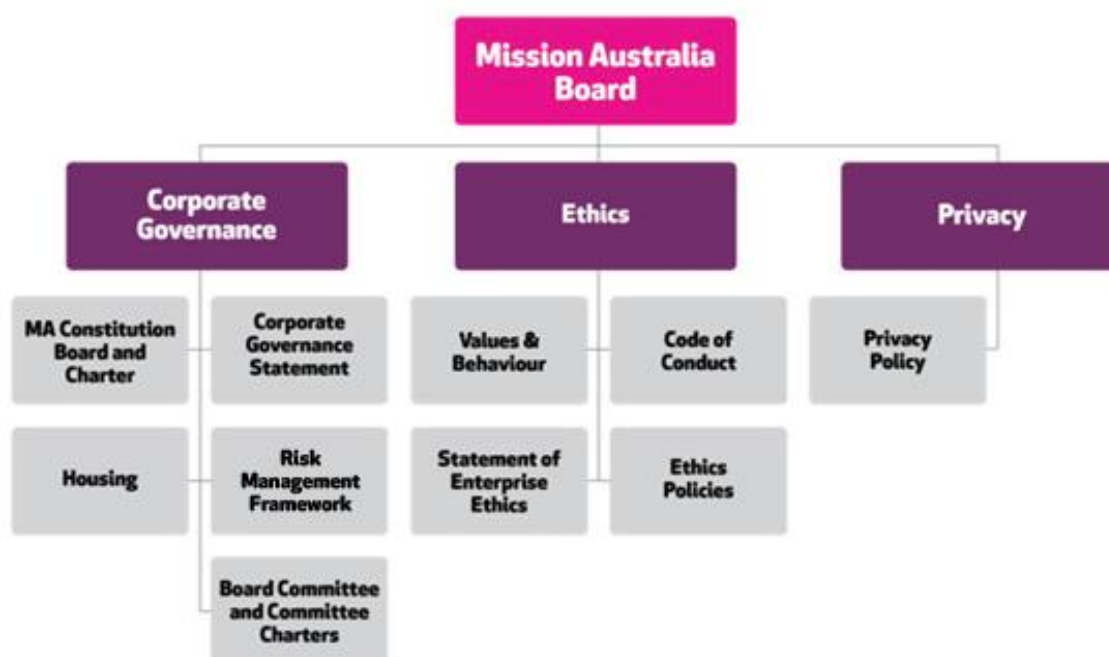 Mission Australia
Board
Corporate
Governance
Ethics
Privacy
MA Constitution
Board and
Charter
Corporate
Governance
Statement
Values &
Behaviour
Code of
Conduct
Privacy
Policy
Housing
Risk
Management
Framework
Statement of
Enterprise
Ethics
Ethics
Policies
Board Committee
and Committee
Charters